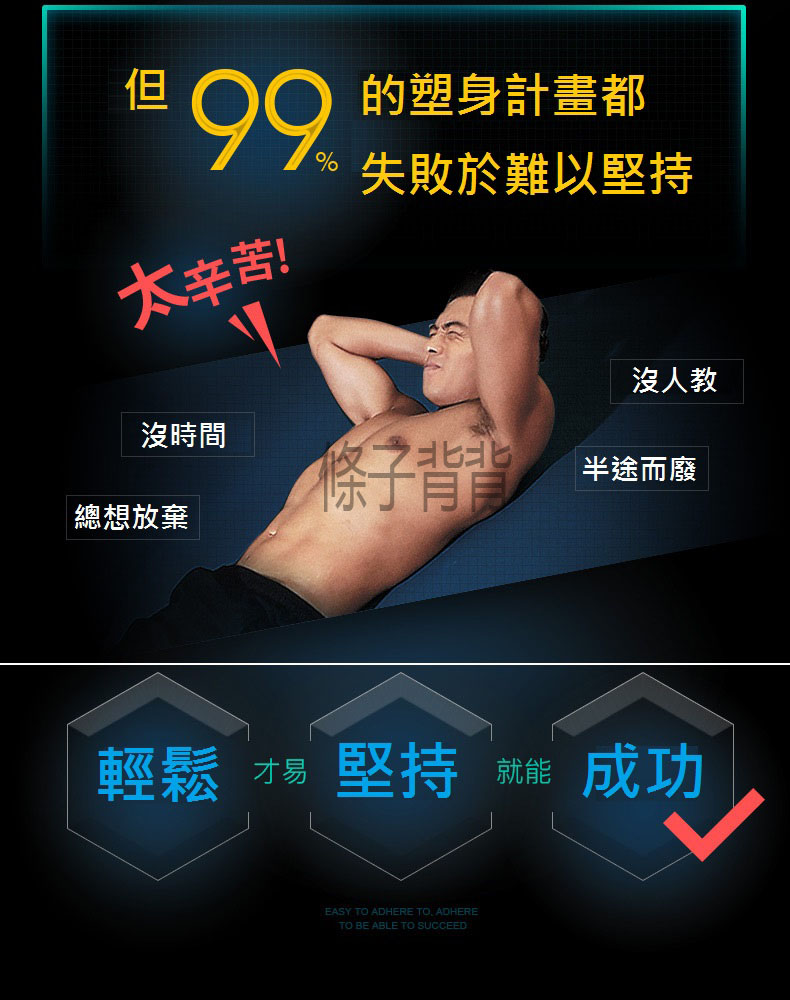 但99%的塑身計畫都
失敗於難以堅持
太辛苦!
沒人教
沒時間
半途而廢
總想放棄
條子背背
輕鬆才易堅持就能成功
EASY TO ADHERE TO, ADHERE
TO BE ABLE TO SUCCEED